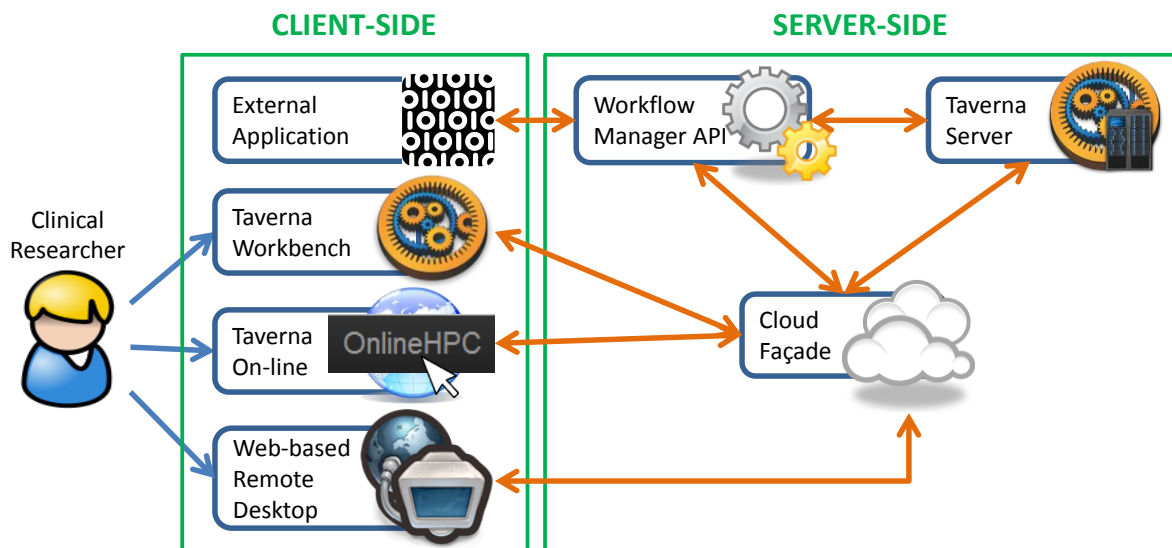 CLIENT-SIDE
SERVER-SIDE
External
Application
Workflow
Manager API
Taverna
Server
Clinical
Researcher
Taverna
Workbench
Taverna
On-line
OnlineHPC
Cloud
Façade
Web-based
Remote
Desktop